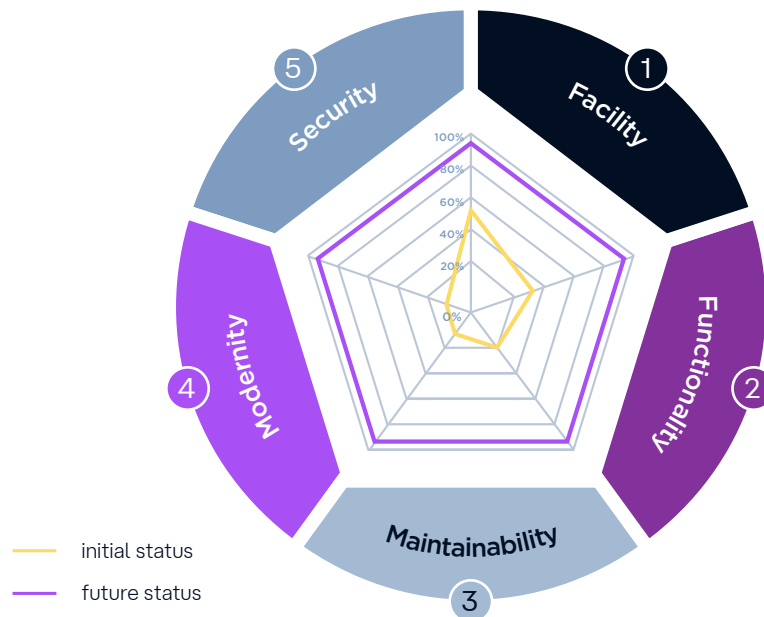 5
1
Security
Facility
100%
80%
60%
40%
20%
0%
Functionality
Modernity
4
2
Maintainability
3
initial status
future status